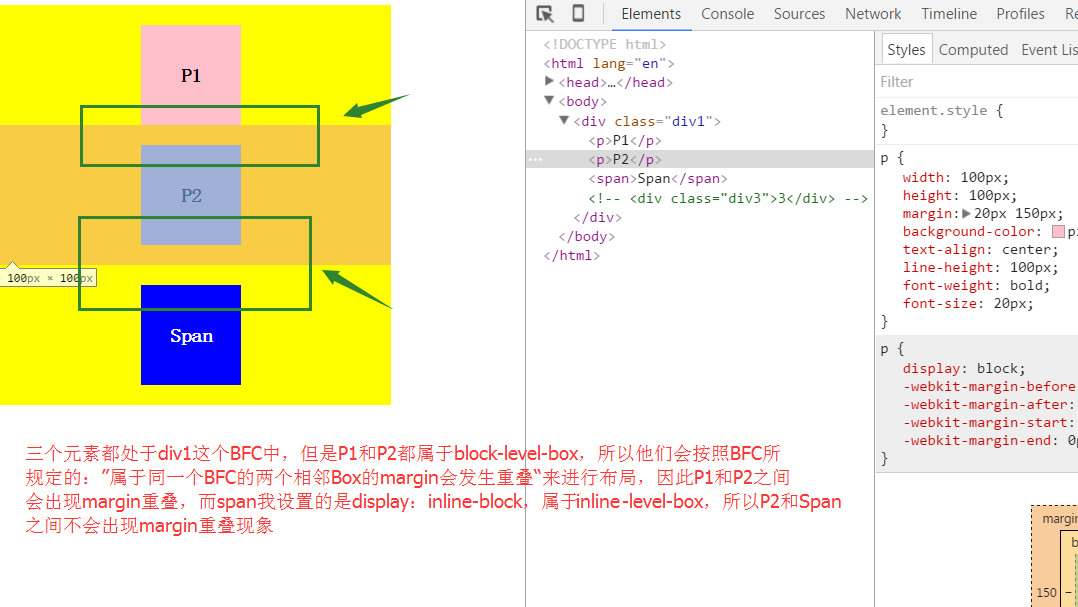 P1
P2
100px × 100px
Span
三个元素都处于div1这个BFC中，但是P1和P2都属于block-level-box，所以他们会按照BFC所
规定的：”属于同一个BFC的两个相邻Box的margin会发生重叠“来进行布局，因此P1和P2之间
会出现margin重叠，而span我设置的是display：inline-block，属于inline-level-box，所以P2和Span
之间不会出现margin重叠现象
Elements Console Sources Network Timeline Profiles Re
<!DOCTYPE html>
<html lang="en">
<head>…</head>
<body>
<div class="div1">
<p>P1</p>
<p>P2</p>
<span>Span</span>
<!-- <div class="div3">3</div> -->
</div>
</body>
</html>
Styles Computed Event Lis
Filter
element.style {
}
p {
width: 100px;
height: 100px;
margin: 20px 150px;
background-color: pi
text-align: center;
line-height: 100px;
font-weight: bold;
font-size: 20px;
}
p {
display: block;
-webkit-margin-before
-webkit-margin-after:
-webkit-margin-start:
-webkit-margin-end: 0p
}
margin
b
150 –